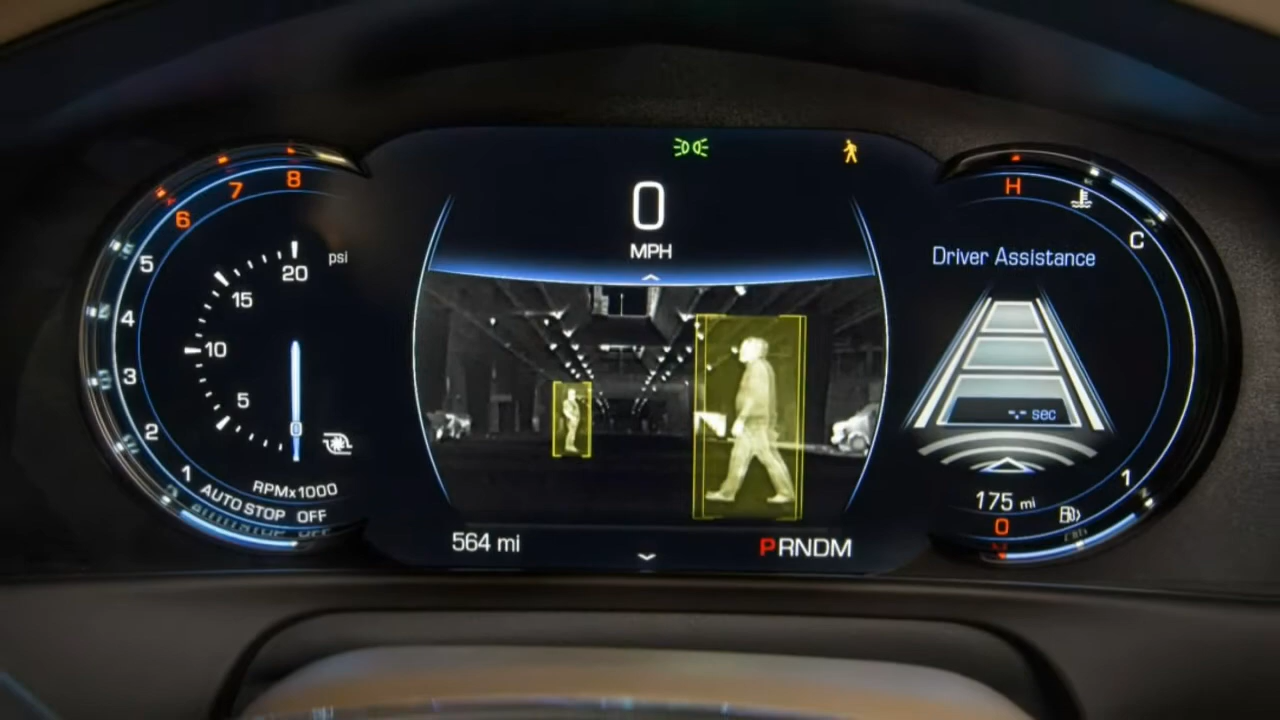 8
7
6
5
4
3
2
1
20
15
10
5
0
psi
RPMx1000
AUTO STOP OFF
0
MPH
564 mi
PRNDM
H
C
Driver Assistance
-.- sec
175 mi
1
0